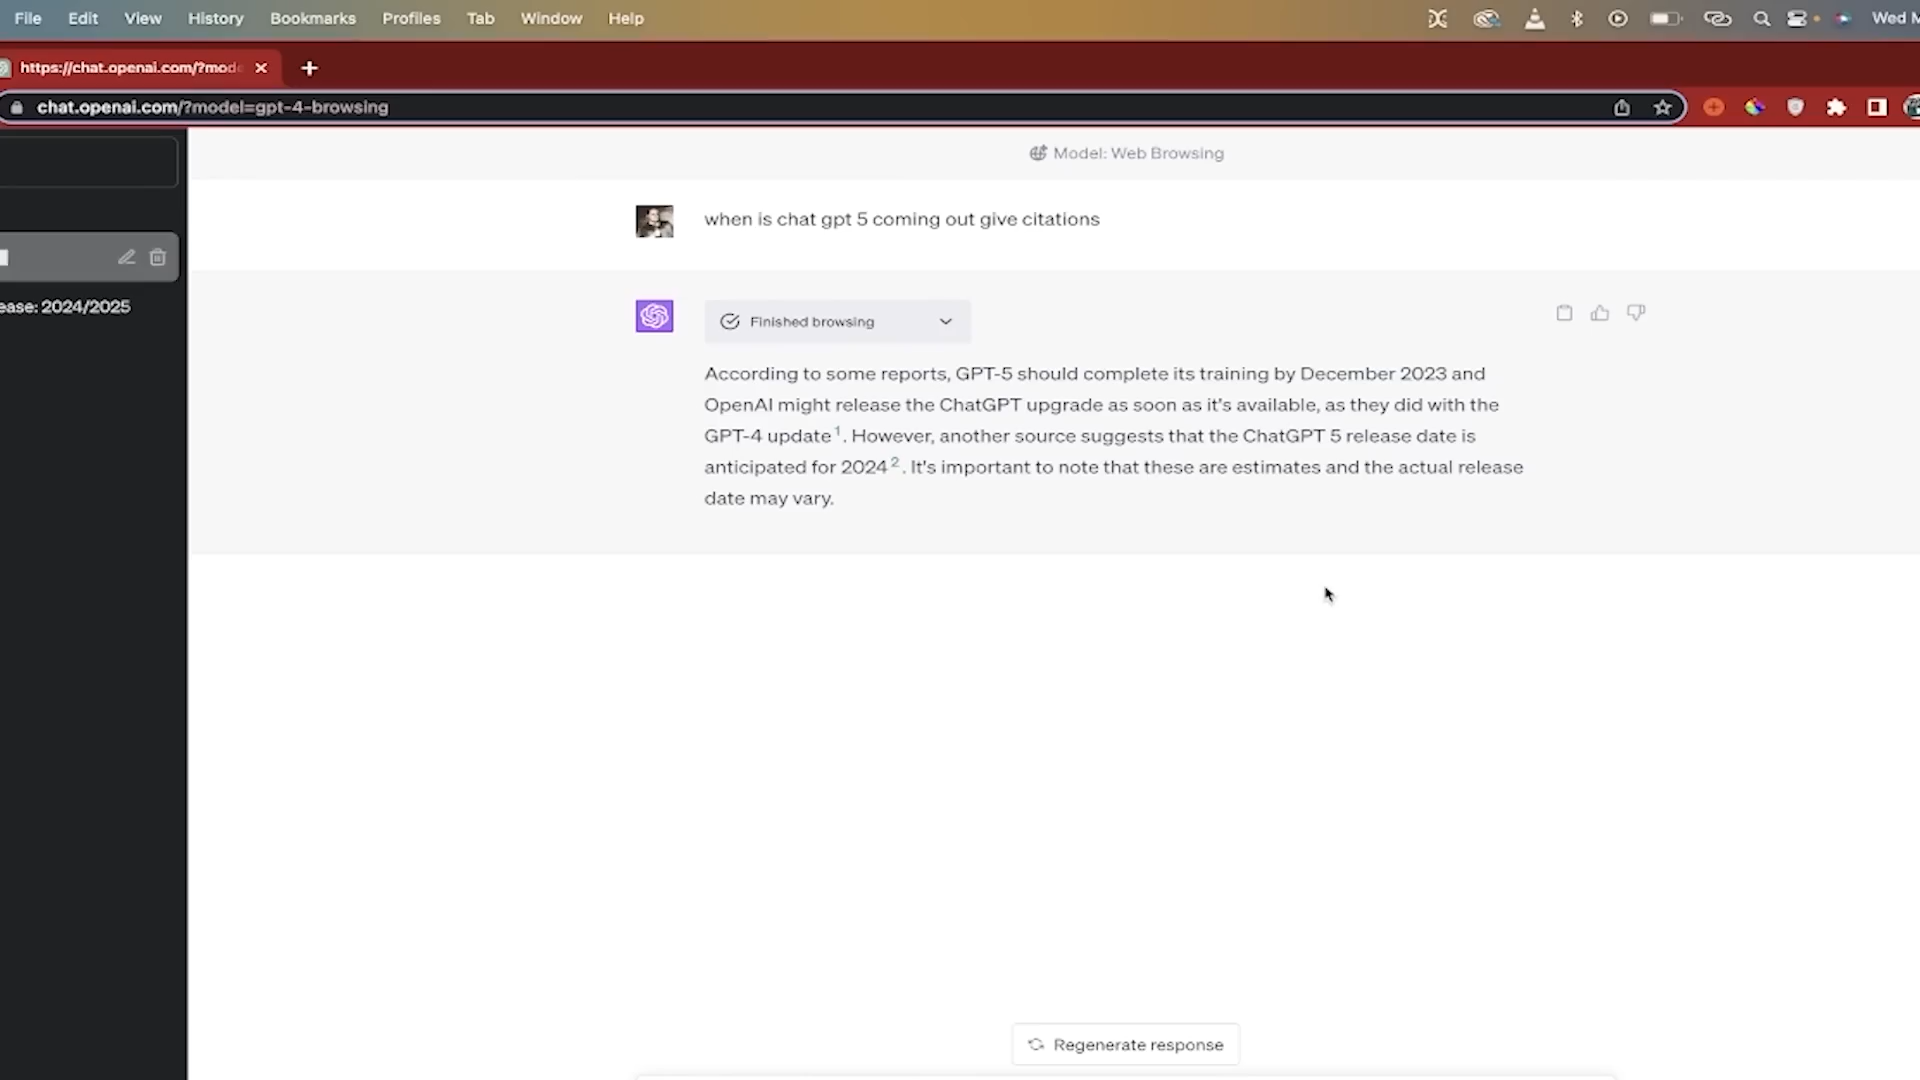 File Edit View History Bookmarks Profiles Tab Window Help Wed
https://chat.openai.com/?mod
chat.openai.com/?model=gpt-4-browsing
Model: Web Browsing
when is chat gpt 5 coming out give citations
Finished browsing
ease: 2024/2025
According to some reports, GPT-5 should complete its training by December 2023 and
OpenAI might release the ChatGPT upgrade as soon as it's available, as they did with the
GPT-4 update 1. However, another source suggests that the ChatGPT 5 release date is
anticipated for 2024 2. It's important to note that these are estimates and the actual release
date may vary.
Regenerate response